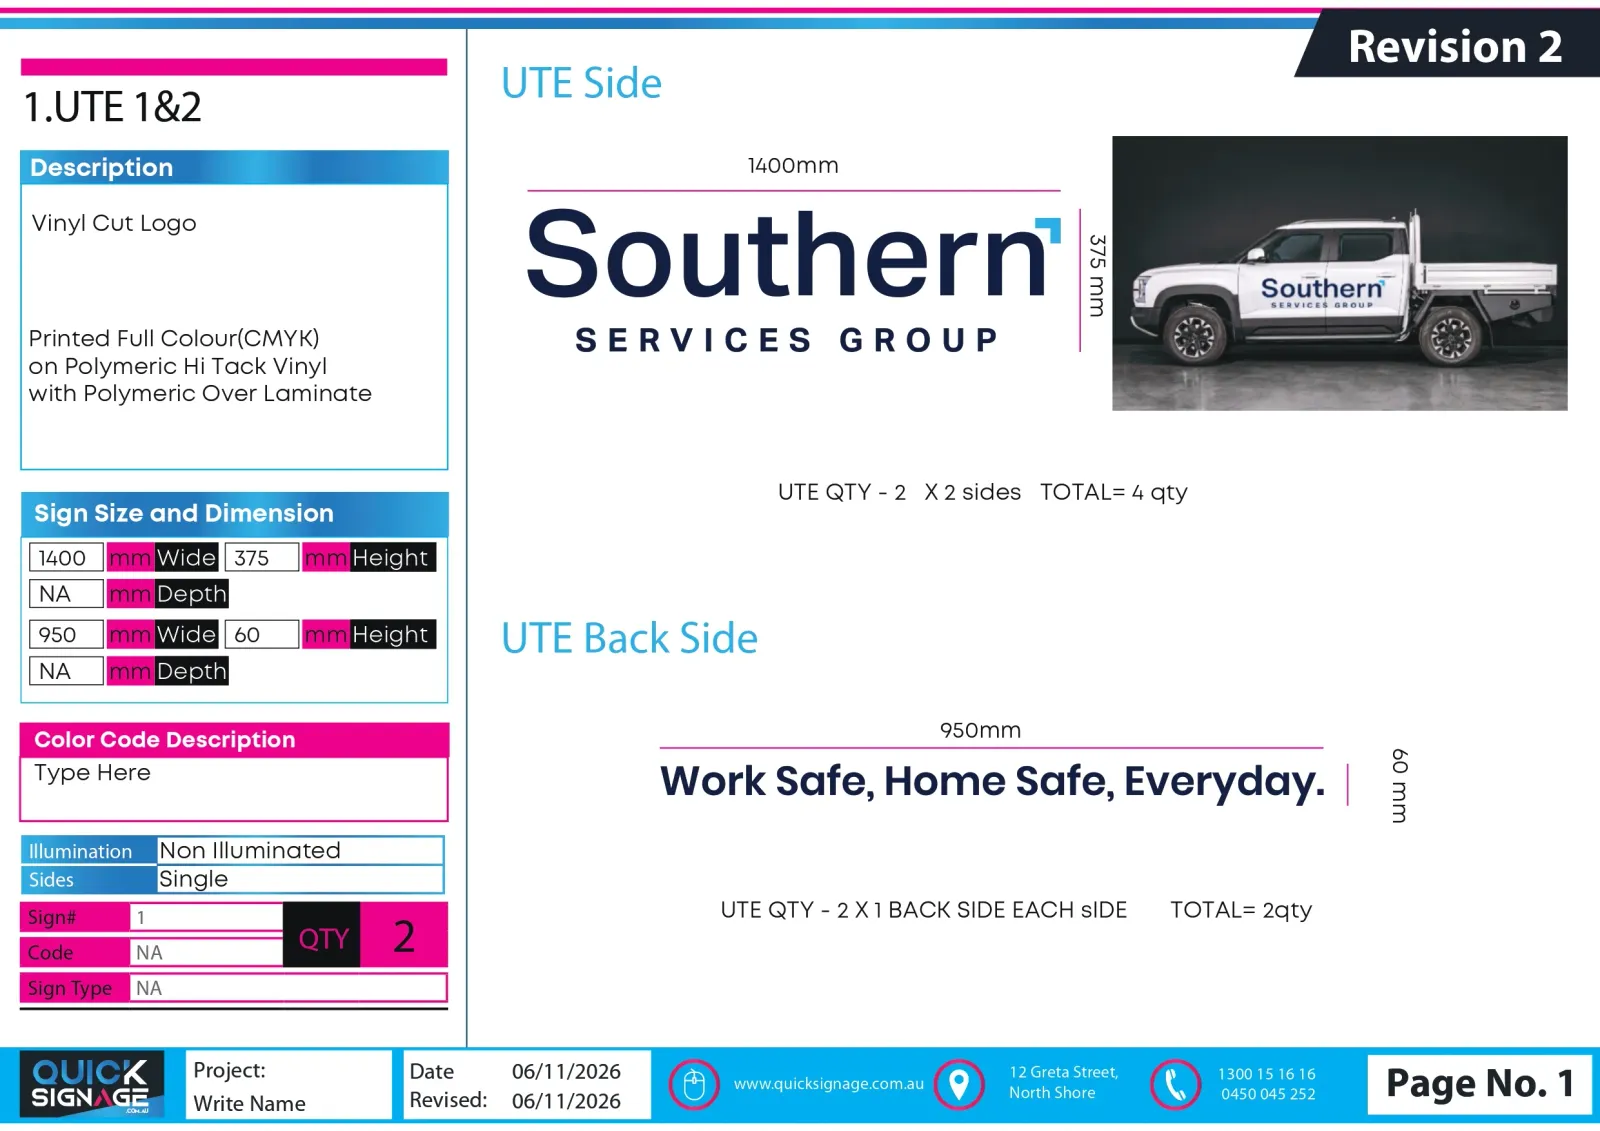 Revision 2
1.UTE 1&2
Description
Vinyl Cut Logo
Printed Full Colour(CMYK)
on Polymeric Hi Tack Vinyl
with Polymeric Over Laminate
Sign Size and Dimension
1400 mm Wide 375 mm Height
NA mm Depth
950 mm Wide 60 mm Height
NA mm Depth
Color Code Description
Type Here
Illumination Non Illuminated
Sides Single
Sign# 1
Code NA
QTY 2
Sign Type NA
UTE Side
1400mm
Southern
SERVICES GROUP
375 mm
Southern
SERVICES GROUP
UTE QTY - 2 X 2 sides TOTAL= 4 qty
UTE Back Side
950mm
Work Safe, Home Safe, Everyday.
60 mm
UTE QTY - 2 X 1 BACK SIDE EACH sIDE TOTAL= 2qty
QUICK
SIGNAGE
.COM.AU
Project:
Write Name
Date 06/11/2026
Revised: 06/11/2026
www.quicksignage.com.au
12 Greta Street,
North Shore
1300 15 16 16
0450 045 252
Page No. 1